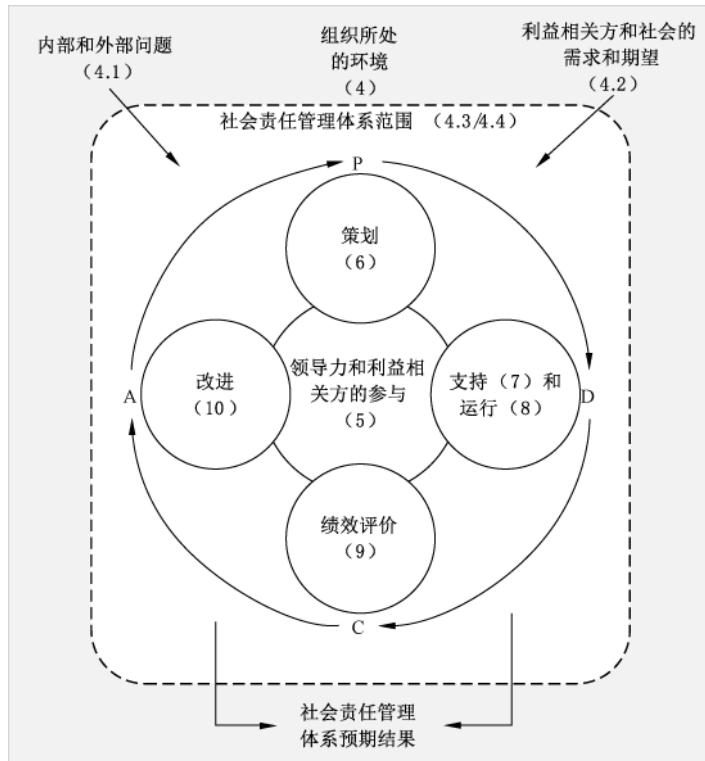 内部和外部问题
(4.1)
组织所处
的环境
(4)
利益相关方和社会的
需求和期望
(4.2)
社会责任管理体系范围 (4.3/4.4)
P
策划
(6)
改进
(10)
A
领导力和利益相
关方的参与
(5)
支持(7)和
运行(8)
D
绩效评价
(9)
C
社会责任管理
体系预期结果